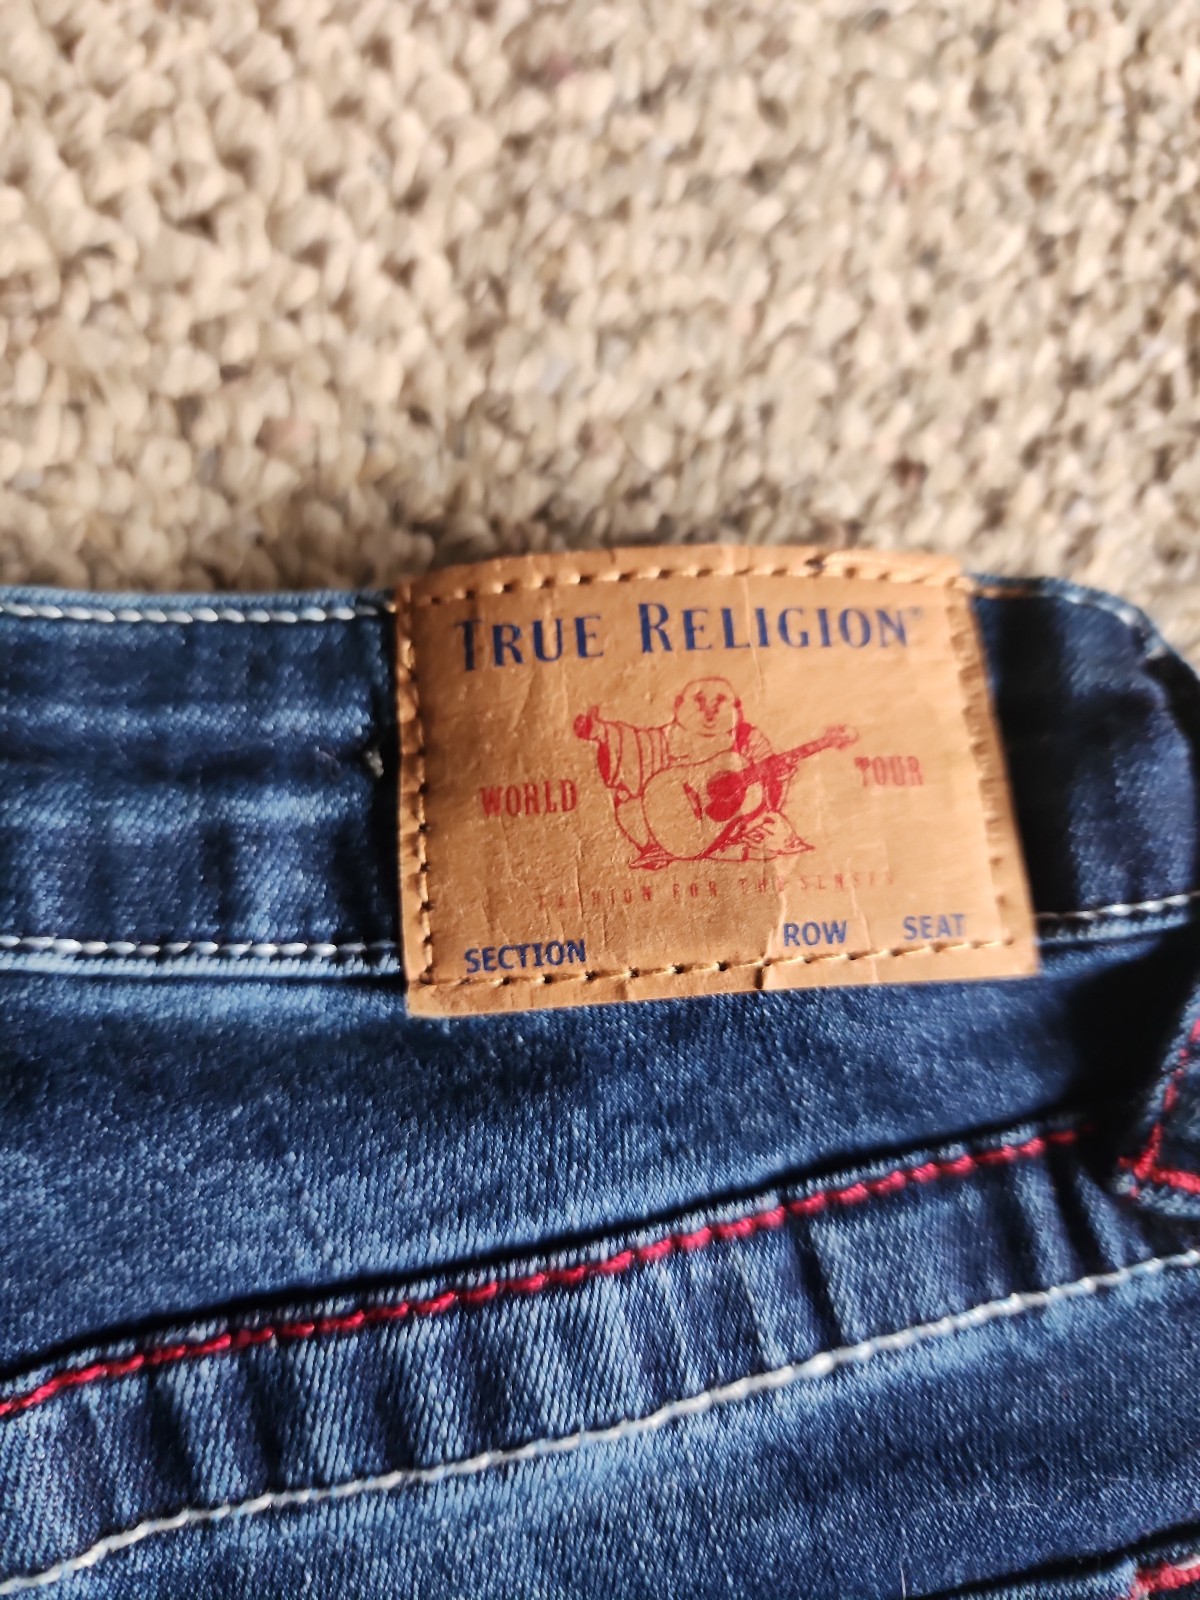 TRUE RELIGION®
WORLD TOUR
FASHION FOR THE SENSES
SECTION ROW SEAT